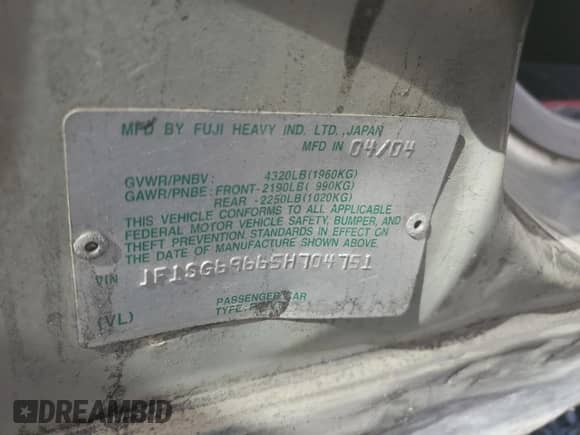 MFD BY FUJI HEAVY IND. LTD.,JAPAN
MFD IN 04/04
GVWR/PNBV: 4320LB(1960KG)
GAWR/PNBE: FRONT-2190LB( 990KG)
REAR -2250LB(1020KG)
THIS VEHICLE CONFORMS TO ALL APPLICABLE
FEDERAL MOTOR VEHICLE SAFETY, BUMPER, AND
THEFT PREVENTION STANDARDS IN EFFECT ON
THE DATE OF MANUFACTURE SHOWN ABOVE.
VIN
PASSENGER CAR
(VL)
DREAMBID